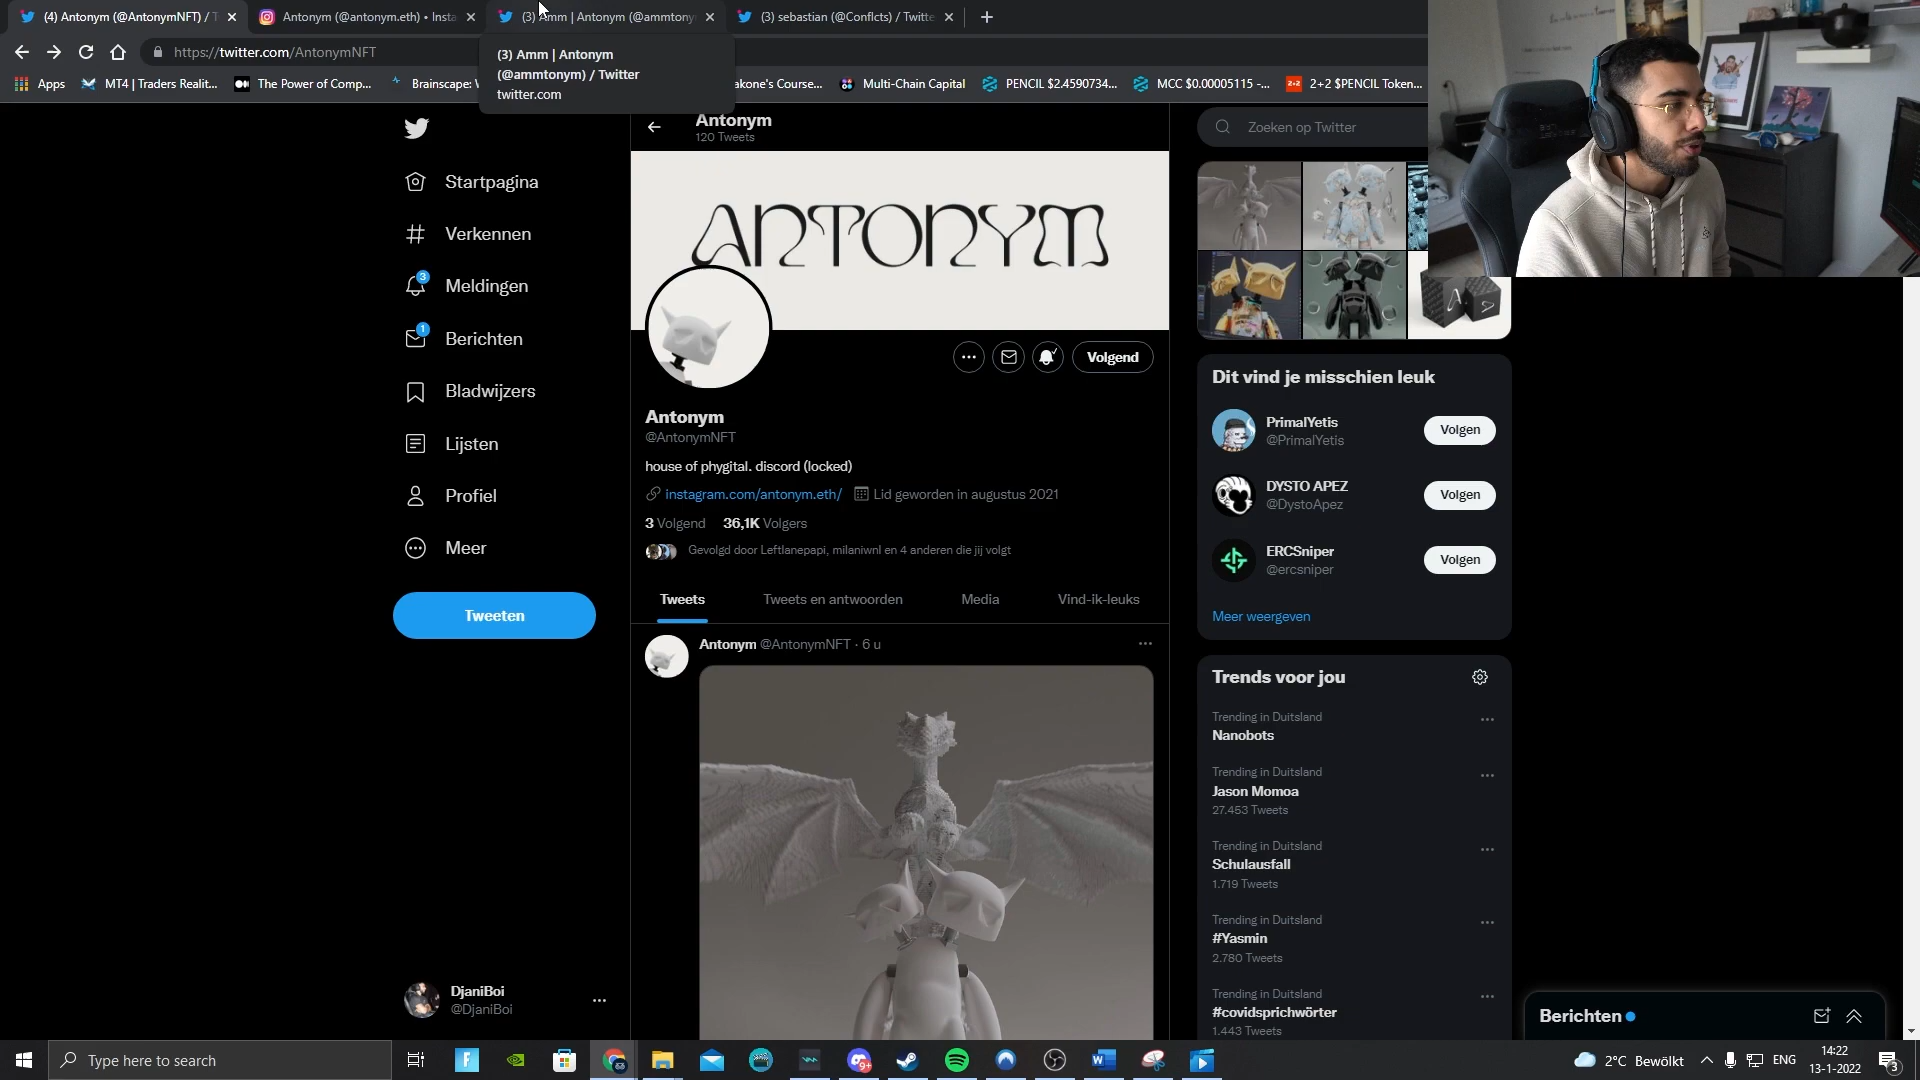 (4) Antonym (@AntonymNFT) / T
Antonym (@antonym.eth) • Insta
(3) Amm | Antonym (@ammtony
(3) sebastian (@Conflcts) / Twitte
https://twitter.com/AntonymNFT
(3) Amm | Antonym
(@ammtonym) / Twitter
twitter.com
Apps
MT4 | Traders Realit...
The Power of Comp...
Brainscape:
akone's Course...
Multi-Chain Capital
PENCIL $2.4590734...
MCC $0.00005115 -...
2+2 $PENCIL Token...
Antonym
120 Tweets
Zoeken op Twitter
Startpagina
Verkennen
3
Meldingen
1
Berichten
Bladwijzers
Lijsten
Profiel
Meer
Tweeten
DjaniBoi
@DjaniBoi
ANTONYM
Volgend
Antonym
@AntonymNFT
house of phygital. discord (locked)
instagram.com/antonym.eth/
Lid geworden in augustus 2021
3 Volgend
36,1K Volgers
Gevolgd door Leftlanepapi, milaniwnl en 4 anderen die jij volgt
Tweets
Tweets en antwoorden
Media
Vind-ik-leuks
Antonym @AntonymNFT · 6 u
Dit vind je misschien leuk
PrimalYetis
@PrimalYetis
Volgen
DYSTO APEZ
@DystoApez
Volgen
ERCSniper
@ercsniper
Volgen
Meer weergeven
Trends voor jou
Trending in Duitsland
Nanobots
Trending in Duitsland
Jason Momoa
27.453 Tweets
Trending in Duitsland
Schulausfall
1.719 Tweets
Trending in Duitsland
#Yasmin
2.780 Tweets
Trending in Duitsland
#covidsprichwörter
1.443 Tweets
Berichten
Type here to search
9+
2°C Bewölkt
ENG
14:22
13-1-2022
3